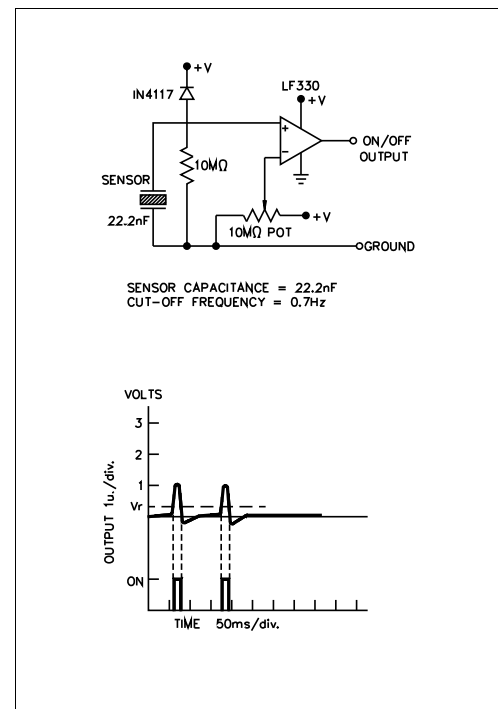 +V
LF330
IN4117
+V
+
ON/OFF
OUTPUT
−
10MΩ
SENSOR
+V
22.2nF
10MΩ POT
GROUND
SENSOR CAPACITANCE = 22.2nF
CUT-OFF FREQUENCY = 0.7Hz
VOLTS
3
2
1
Vr
OUTPUT 1u./div.
ON
TIME 50ms/div.